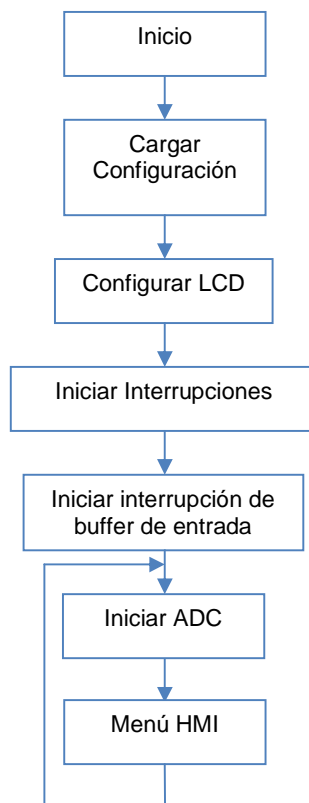 Inicio
Cargar
Configuración
Configurar LCD
Iniciar Interrupciones
Iniciar interrupción de
buffer de entrada
Iniciar ADC
Menú HMI